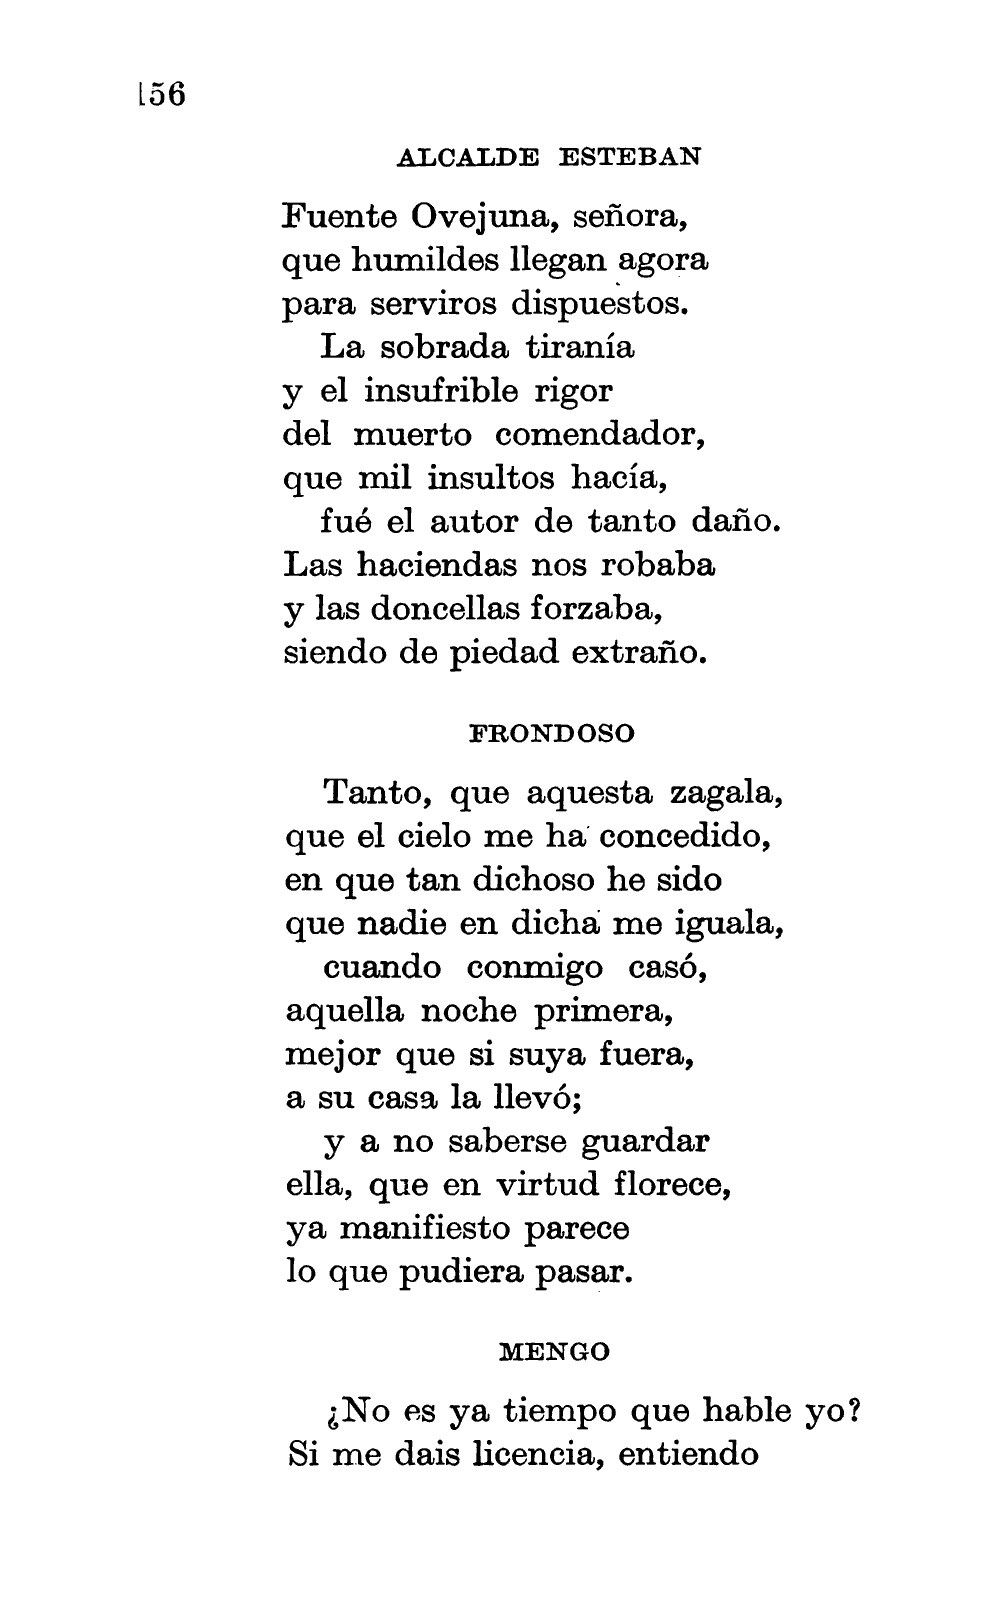 156
ALCALDE ESTEBAN
Fuente Ovejuna, señora,
que humildes llegan agora
para serviros dispuestos.
La sobrada tiranía
y el insufrible rigor
del muerto comendador,
que mil insultos hacía,
fué el autor de tanto daño.
Las haciendas nos robaba
y las doncellas forzaba,
siendo de piedad extraño.
FRONDOSO
Tanto, que aquesta zagala,
que el cielo me ha concedido,
en que tan dichoso he sido
que nadie en dicha me iguala,
cuando conmigo casó,
aquella noche primera,
mejor que si suya fuera,
a su casa la llevó;
y a no saberse guardar
ella, que en virtud florece,
ya manifiesto parece
lo que pudiera pasar.
MENGO
¿No es ya tiempo que hable yo?
Si me dais licencia, entiendo